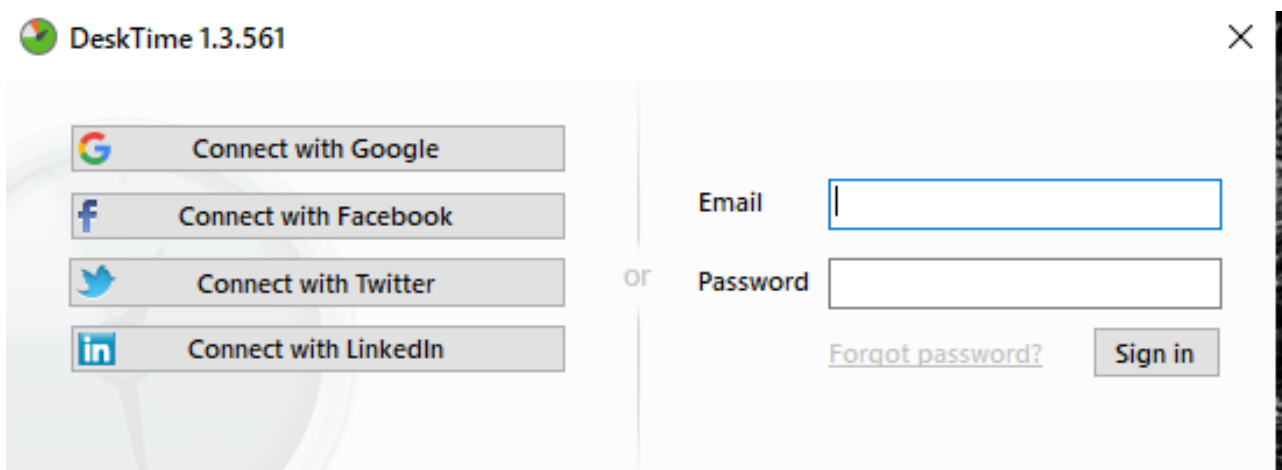 DeskTime 1.3.561
Connect with Google
Connect with Facebook
Connect with Twitter
Connect with LinkedIn
or
Email
Password
Forgot password?
Sign in